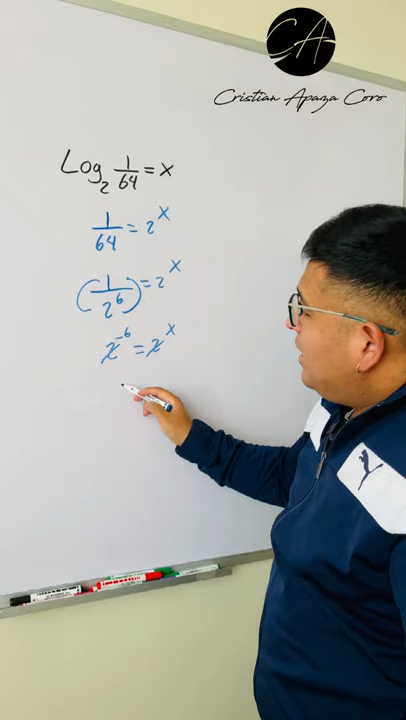 CA
Cristian Apaza Coro
Log₂ 1/64 = x
1/64 = 2^x
(1/2^6) = 2^x
2^-6 = 2^x